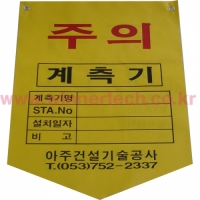 주의
계측기
계측기명
STA.No
설치일자
비 고
아주건설기술공사
T.(053)752-2337